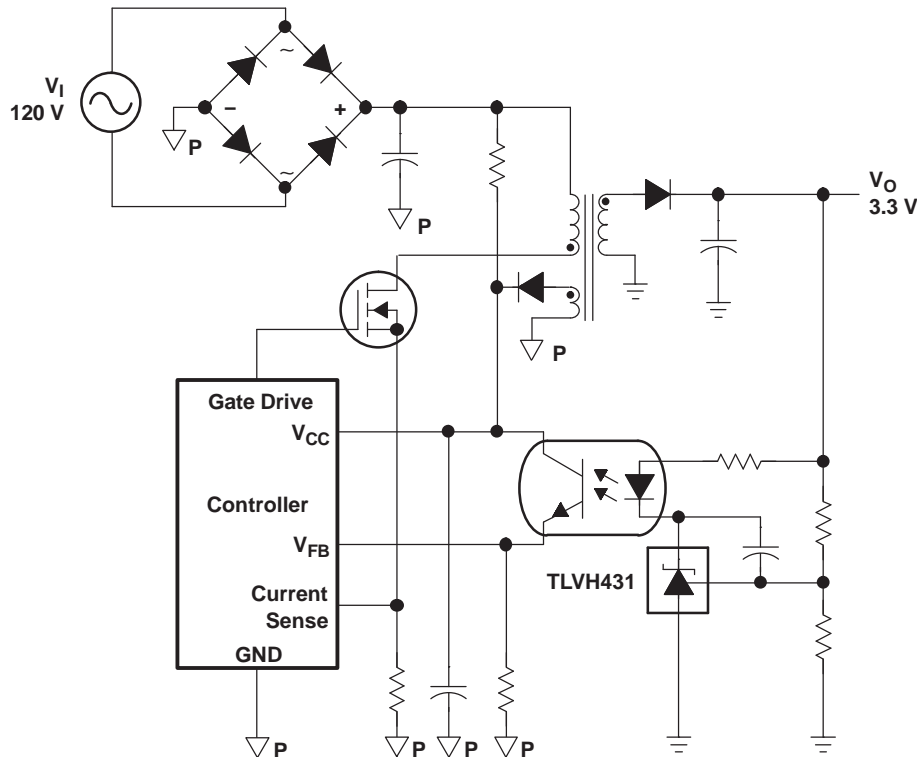 ~
V_I
120 V
–
+
P
~
P
V_O
3.3 V
P
Gate Drive
V_CC
Controller
V_FB
TLVH431
Current
Sense
GND
P
P
P
P